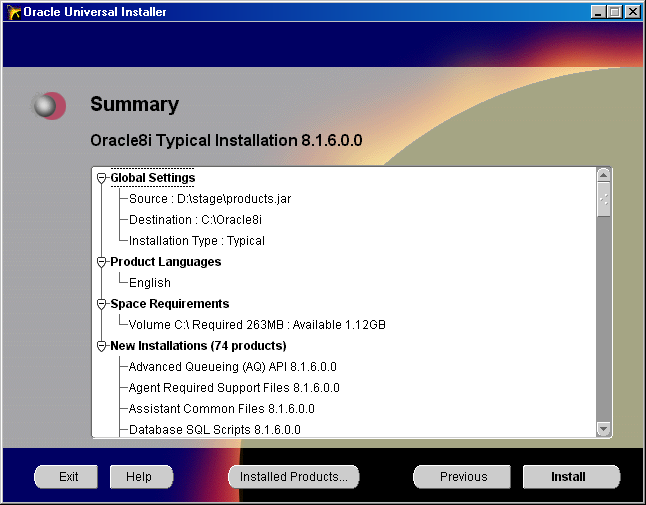 Oracle Universal Installer
Summary
Oracle8i Typical Installation 8.1.6.0.0
Global Settings
Source : D:\stage\products.jar
Destination : C:\Oracle8i
Installation Type : Typical
Product Languages
English
Space Requirements
Volume C:\ Required 263MB : Available 1.12GB
New Installations (74 products)
Advanced Queueing (AQ) API 8.1.6.0.0
Agent Required Support Files 8.1.6.0.0
Assistant Common Files 8.1.6.0.0
Database SQL Scripts 8.1.6.0.0
Exit Help Installed Products... Previous Install